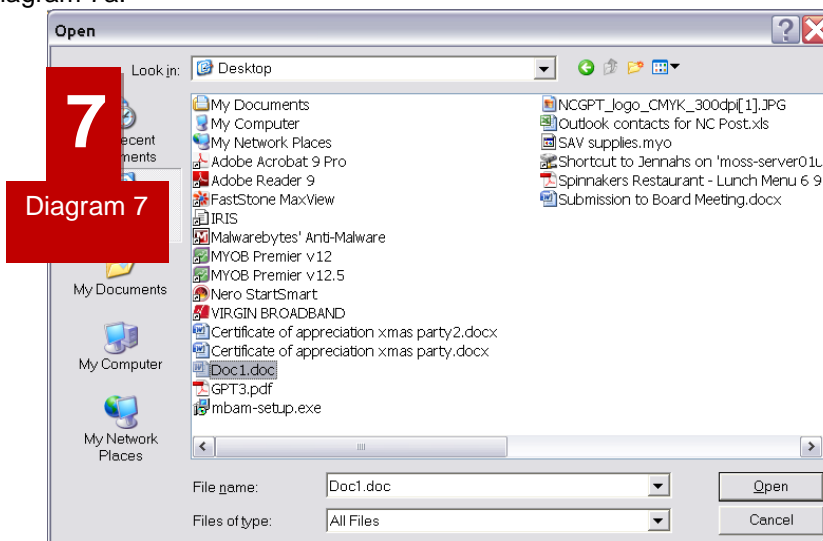 Open
Look in: Desktop
7
ecent
ments
Diagram 7
My Documents
My Computer
My Network
Places
My Documents
My Computer
My Network Places
Adobe Acrobat 9 Pro
Adobe Reader 9
FastStone MaxView
IRIS
Malwarebytes' Anti-Malware
MYOB Premier v12
MYOB Premier v12.5
Nero StartSmart
VIRGIN BROADBAND
Certificate of appreciation xmas party2.docx
Certificate of appreciation xmas party.docx
Doc1.doc
GPT3.pdf
mbam-setup.exe
NCGPT_logo_CMYK_300dpi[1].JPG
Outlook contacts for NC Post.xls
SAV supplies.myo
Shortcut to Jennahs on 'moss-server01u
Spinnakers Restaurant - Lunch Menu 6 9
Submission to Board Meeting.docx
File name: Doc1.doc
Open
Files of type: All Files
Cancel